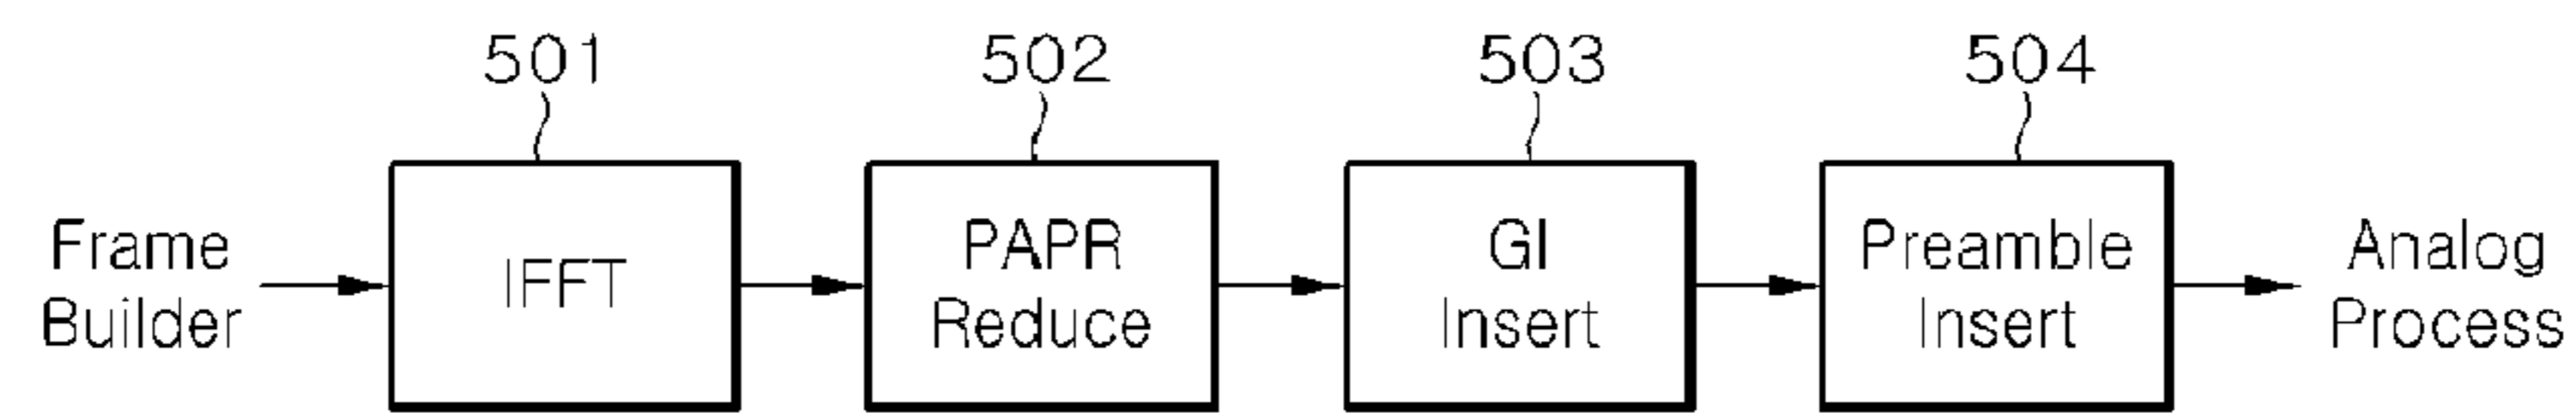 501
502
503
504
Frame
Builder
IFFT
PAPR
Reduce
GI
Insert
Preamble
Insert
Analog
Process